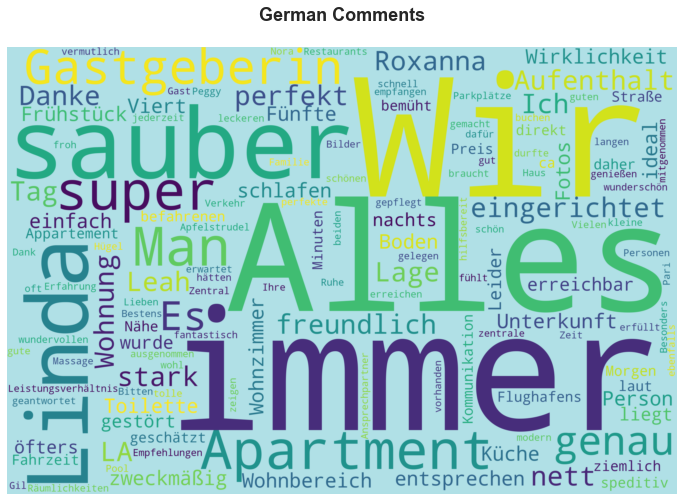 German Comments
vermutlich
Nora
Restaurants
Gastgeberin
Roxanna
Wirklichkeit
Danke
Gast
Peggy
perfekt
schnell
empfangen
Parkplätze
guten
Aufenthalt
Frühstück
Viert
jederzeit
leckeren
Fünfte
bemüht
Ich
Straße
sauber
Wir
gemacht
dafür
buchen
langen
froh
Familie
Bilder
Preis
gut
direkt
co
daher
Fotos
ideal
mitgenommen
Tag
super
schönen
schlafen
braucht
durfte
Haus
genießen
wunderschön
einfach
befahrener
Verkehr
perfekte
gepflegt
nachts
eingerichtet
Appartement
Apfelstrudel
Minuten
hilfsbereit
Vielen
kleine
Dank
Man
Alles
beiden
Boden
gelegen
schön
Personen
Linda
Wohnung
erwartet
hätten
Lage
fühlt
Leider
erreichbar
Pari
oft
Erfahrung
Leah
Zentral
Ihre
Ruhe
erreichen
Besonders
Lieben
Nähe
Es
immer
Bestens
freundlich
Unterkunft
erfüllt
wundervollen
wurde
fantastisch
Wohnzimmer
zentrale
Zeit
gute
Massage
ausgenommen
stark
wohl
zeigen
Ansprechpartner
vorhanden
Kommunikation
Morgen
Leistungsverhältnis
Bitten
Flughafens
laut
Person
geantwortet
Toilette
gestört
liegt
öfters
LA
geschätzt
Apartment
modern
genau
Fahrzeit
Empfehlungen
Pool
Küche
ziemlich
Gil
Räumlichkeiten
zweckmäßig
Wohnbereich
entsprechen
nett
speditiv